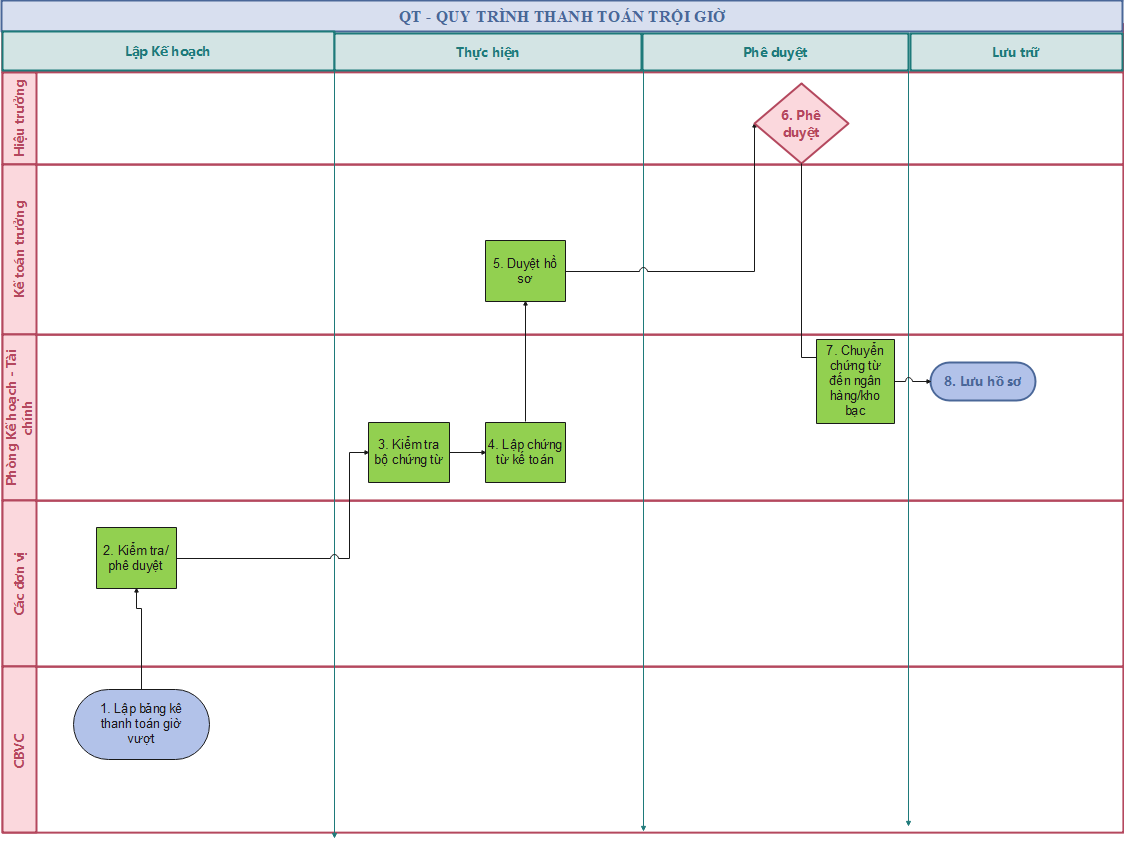 QT - QUY TRÌNH THANH TOÁN TRỘI GIỜ
Lập Kế hoạch
Thực hiện
Phê duyệt
Lưu trữ
Hiệu trưởng
6. Phê
duyệt
Kế toán trưởng
5. Duyệt hồ
sơ
Phòng Kế hoạch - Tài
chính
7. Chuyển
chứng từ
đến ngân
hàng/kho
bạc
8. Lưu hồ sơ
3. Kiểm tra
bộ chứng từ
4. Lập chứng
từ kế toán
Các đơn vị
2. Kiểm tra/
phê duyệt
CBVC
1. Lập bảng kê
thanh toán giờ
vượt